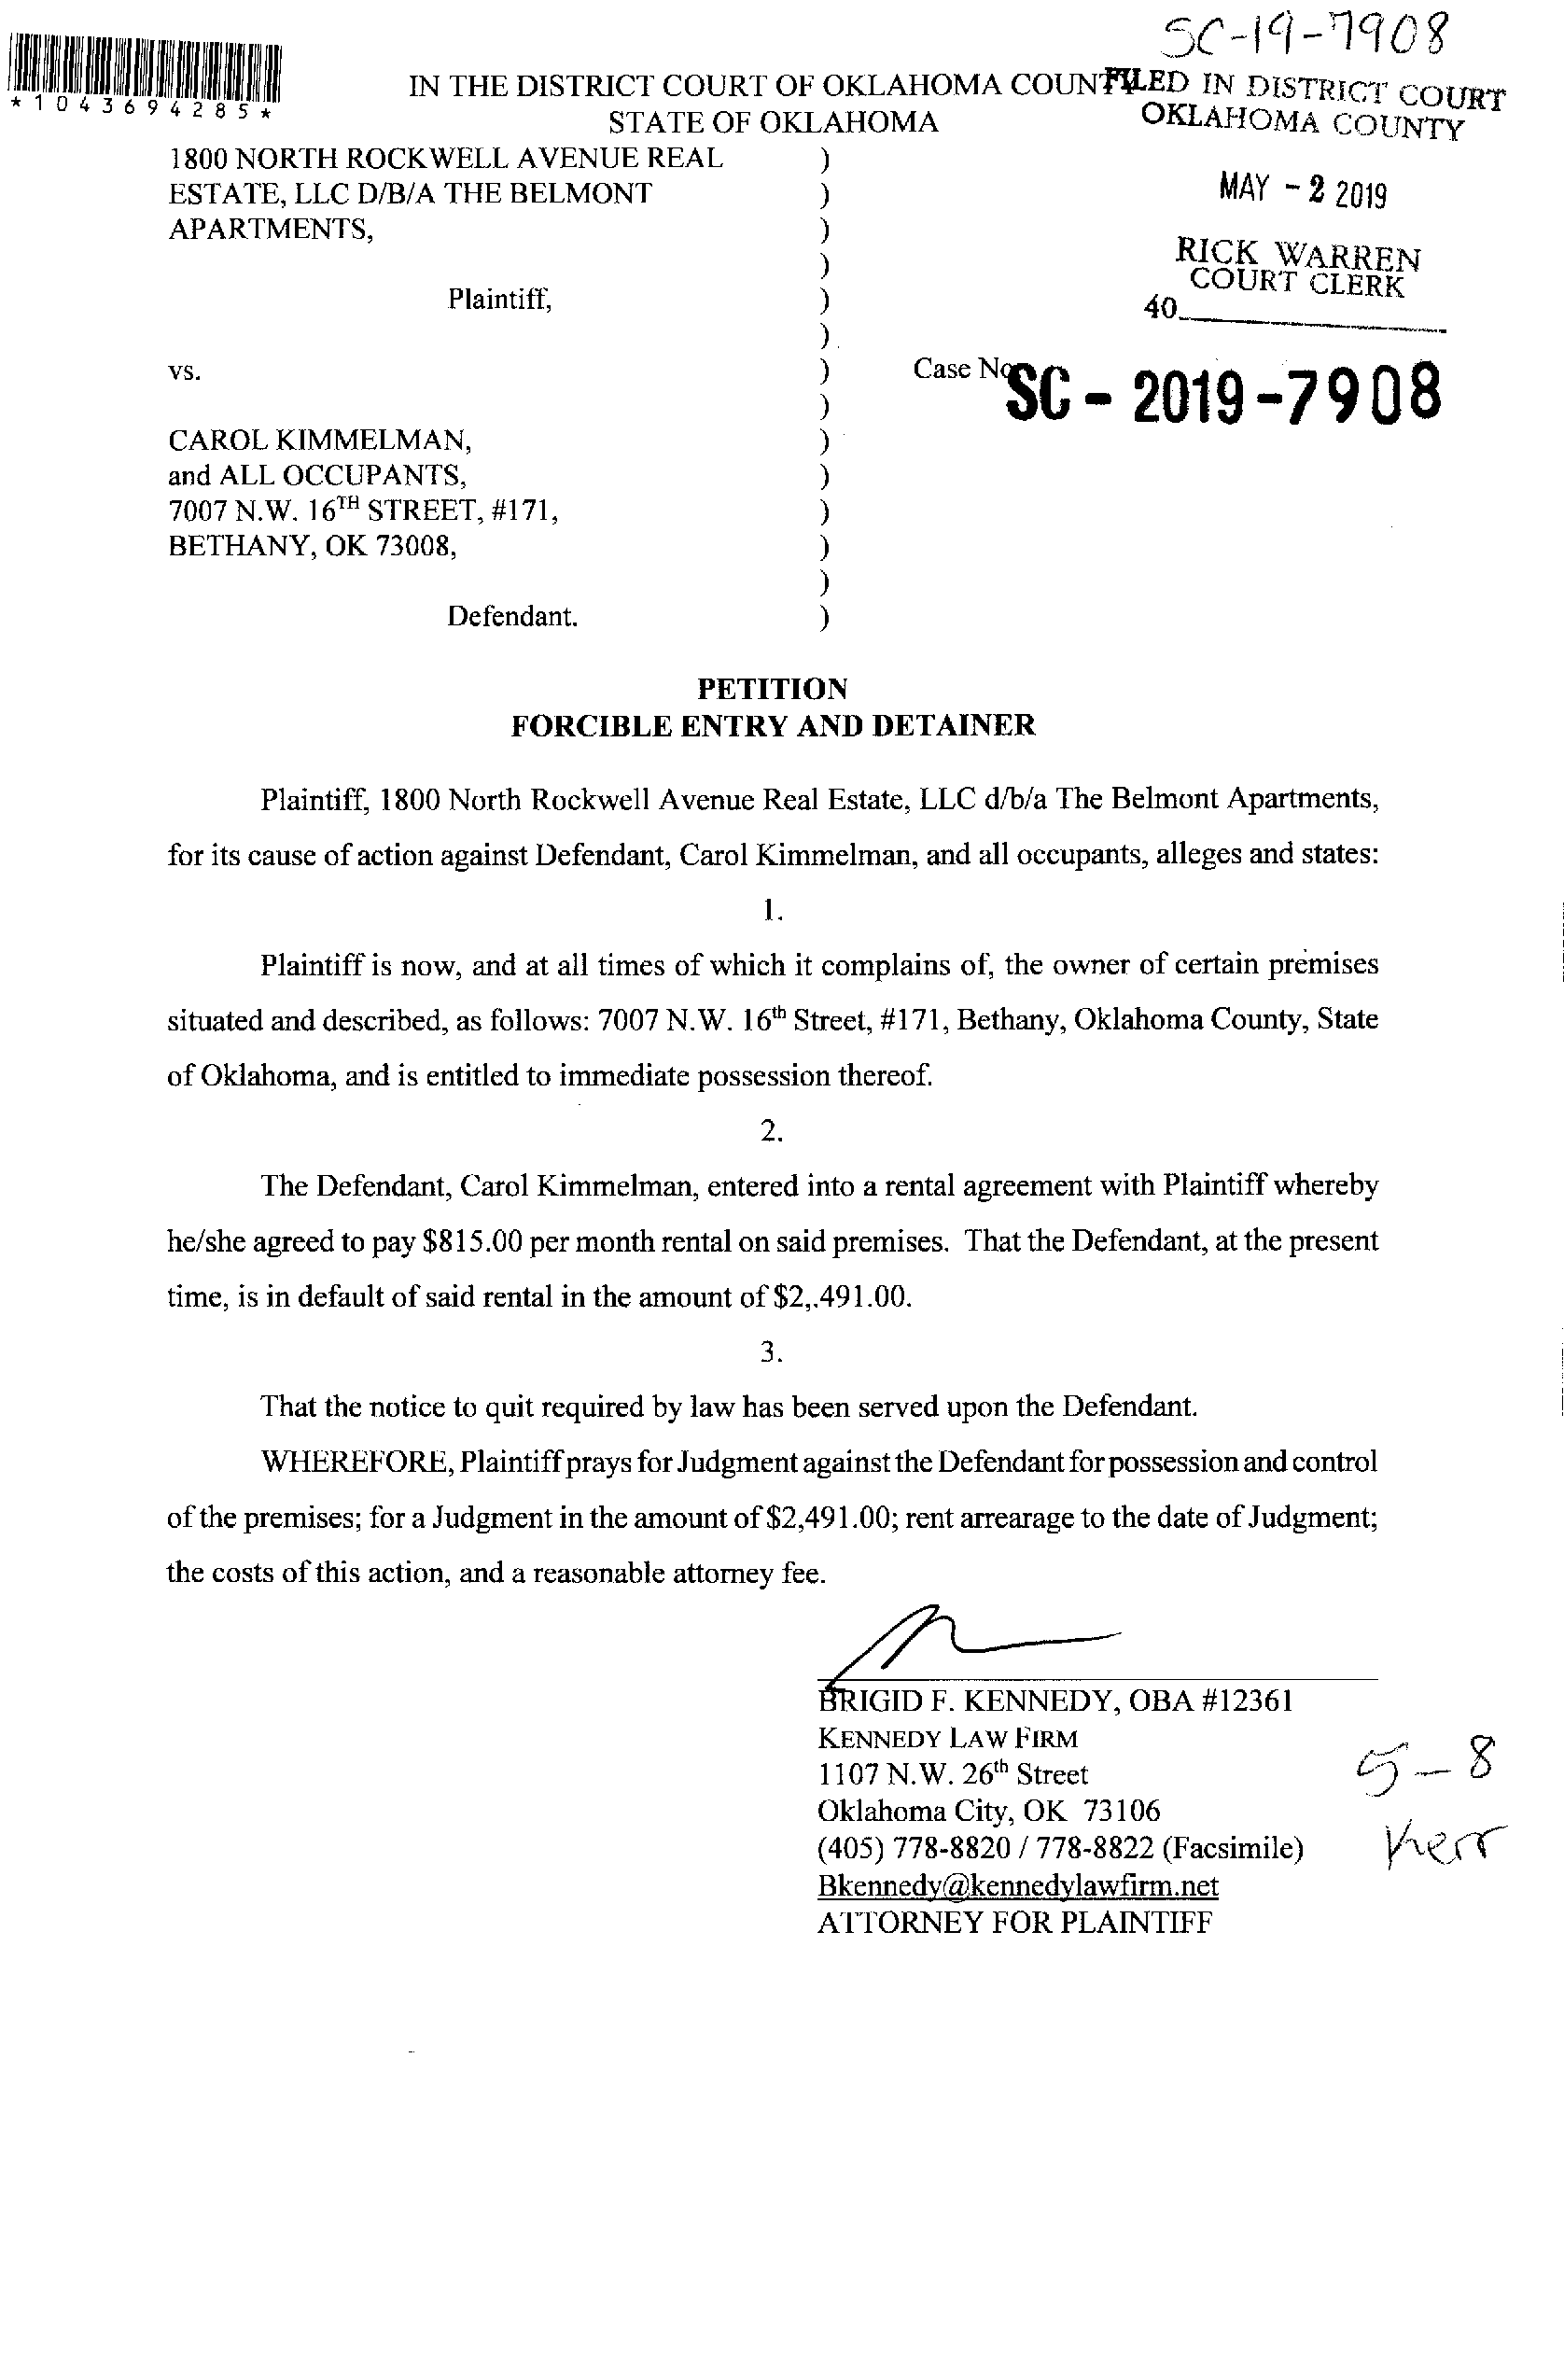 SC-19-7908
*1043694285*
IN THE DISTRICT COURT OF OKLAHOMA COUNTY
FILED IN DISTRICT COURT
STATE OF OKLAHOMA
OKLAHOMA COUNTY
1800 NORTH ROCKWELL AVENUE REAL )
ESTATE, LLC D/B/A THE BELMONT )
MAY - 2 2019
APARTMENTS, )
)
RICK WARREN
COURT CLERK
Plaintiff, )
40
)
vs. )
Case No.
SC - 2019-7908
)
CAROL KIMMELMAN, )
and ALL OCCUPANTS, )
7007 N.W. 16TH STREET, #171, )
BETHANY, OK 73008, )
)
Defendant. )
PETITION
FORCIBLE ENTRY AND DETAINER
Plaintiff, 1800 North Rockwell Avenue Real Estate, LLC d/b/a The Belmont Apartments,
for its cause of action against Defendant, Carol Kimmelman, and all occupants, alleges and states:
1.
Plaintiff is now, and at all times of which it complains of, the owner of certain premises
situated and described, as follows: 7007 N.W. 16th Street, #171, Bethany, Oklahoma County, State
of Oklahoma, and is entitled to immediate possession thereof.
2.
The Defendant, Carol Kimmelman, entered into a rental agreement with Plaintiff whereby
he/she agreed to pay $815.00 per month rental on said premises. That the Defendant, at the present
time, is in default of said rental in the amount of $2,.491.00.
3.
That the notice to quit required by law has been served upon the Defendant.
WHEREFORE, Plaintiff prays for Judgment against the Defendant for possession and control
of the premises; for a Judgment in the amount of $2,491.00; rent arrearage to the date of Judgment;
the costs of this action, and a reasonable attorney fee.
BRIGID F. KENNEDY, OBA #12361
KENNEDY LAW FIRM
1107 N.W. 26th Street
5-8
Oklahoma City, OK 73106
(405) 778-8820 / 778-8822 (Facsimile)
Kerr
Bkennedy@kennedylawfirm.net
ATTORNEY FOR PLAINTIFF